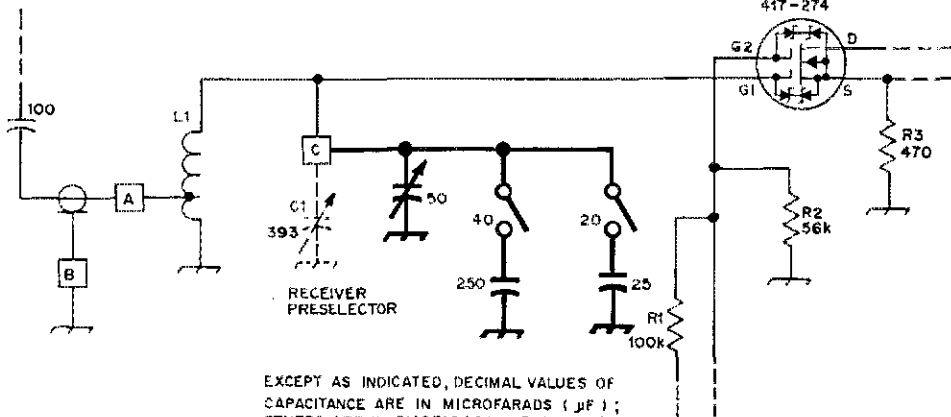 417-274
G2
D
G1
S
100
L1
C
50
40
20
R3
470
A
C1
393
R2
56k
B
250
25
RECEIVER
PRESELECTOR
R1
100k
EXCEPT AS INDICATED, DECIMAL VALUES OF
CAPACITANCE ARE IN MICROFARADS ( µF ) ;